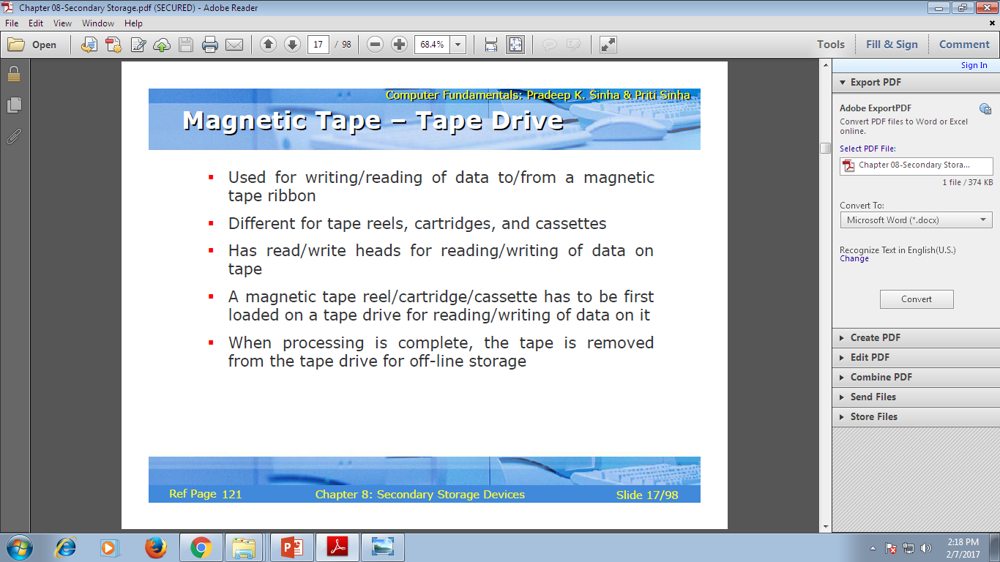 Chapter 08-Secondary Storage.pdf (SECURED) - Adobe Reader
File Edit View Window Help
Open 17 / 98 68.4% Tools Fill & Sign Comment
Sign In
Computer Fundamentals: Pradeep K. Sinha & Priti Sinha
Magnetic Tape – Tape Drive
▪ Used for writing/reading of data to/from a magnetic
tape ribbon
▪ Different for tape reels, cartridges, and cassettes
▪ Has read/write heads for reading/writing of data on
tape
▪ A magnetic tape reel/cartridge/cassette has to be first
loaded on a tape drive for reading/writing of data on it
▪ When processing is complete, the tape is removed
from the tape drive for off-line storage
Ref Page 121 Chapter 8: Secondary Storage Devices Slide 17/98
Export PDF
Adobe ExportPDF
Convert PDF files to Word or Excel
online.
Select PDF File:
Chapter 08-Secondary Stora...
1 file / 374 KB
Convert To:
Microsoft Word (*.docx)
Recognize Text in English(U.S.)
Change
Convert
Create PDF
Edit PDF
Combine PDF
Send Files
Store Files
2:18 PM
2/7/2017